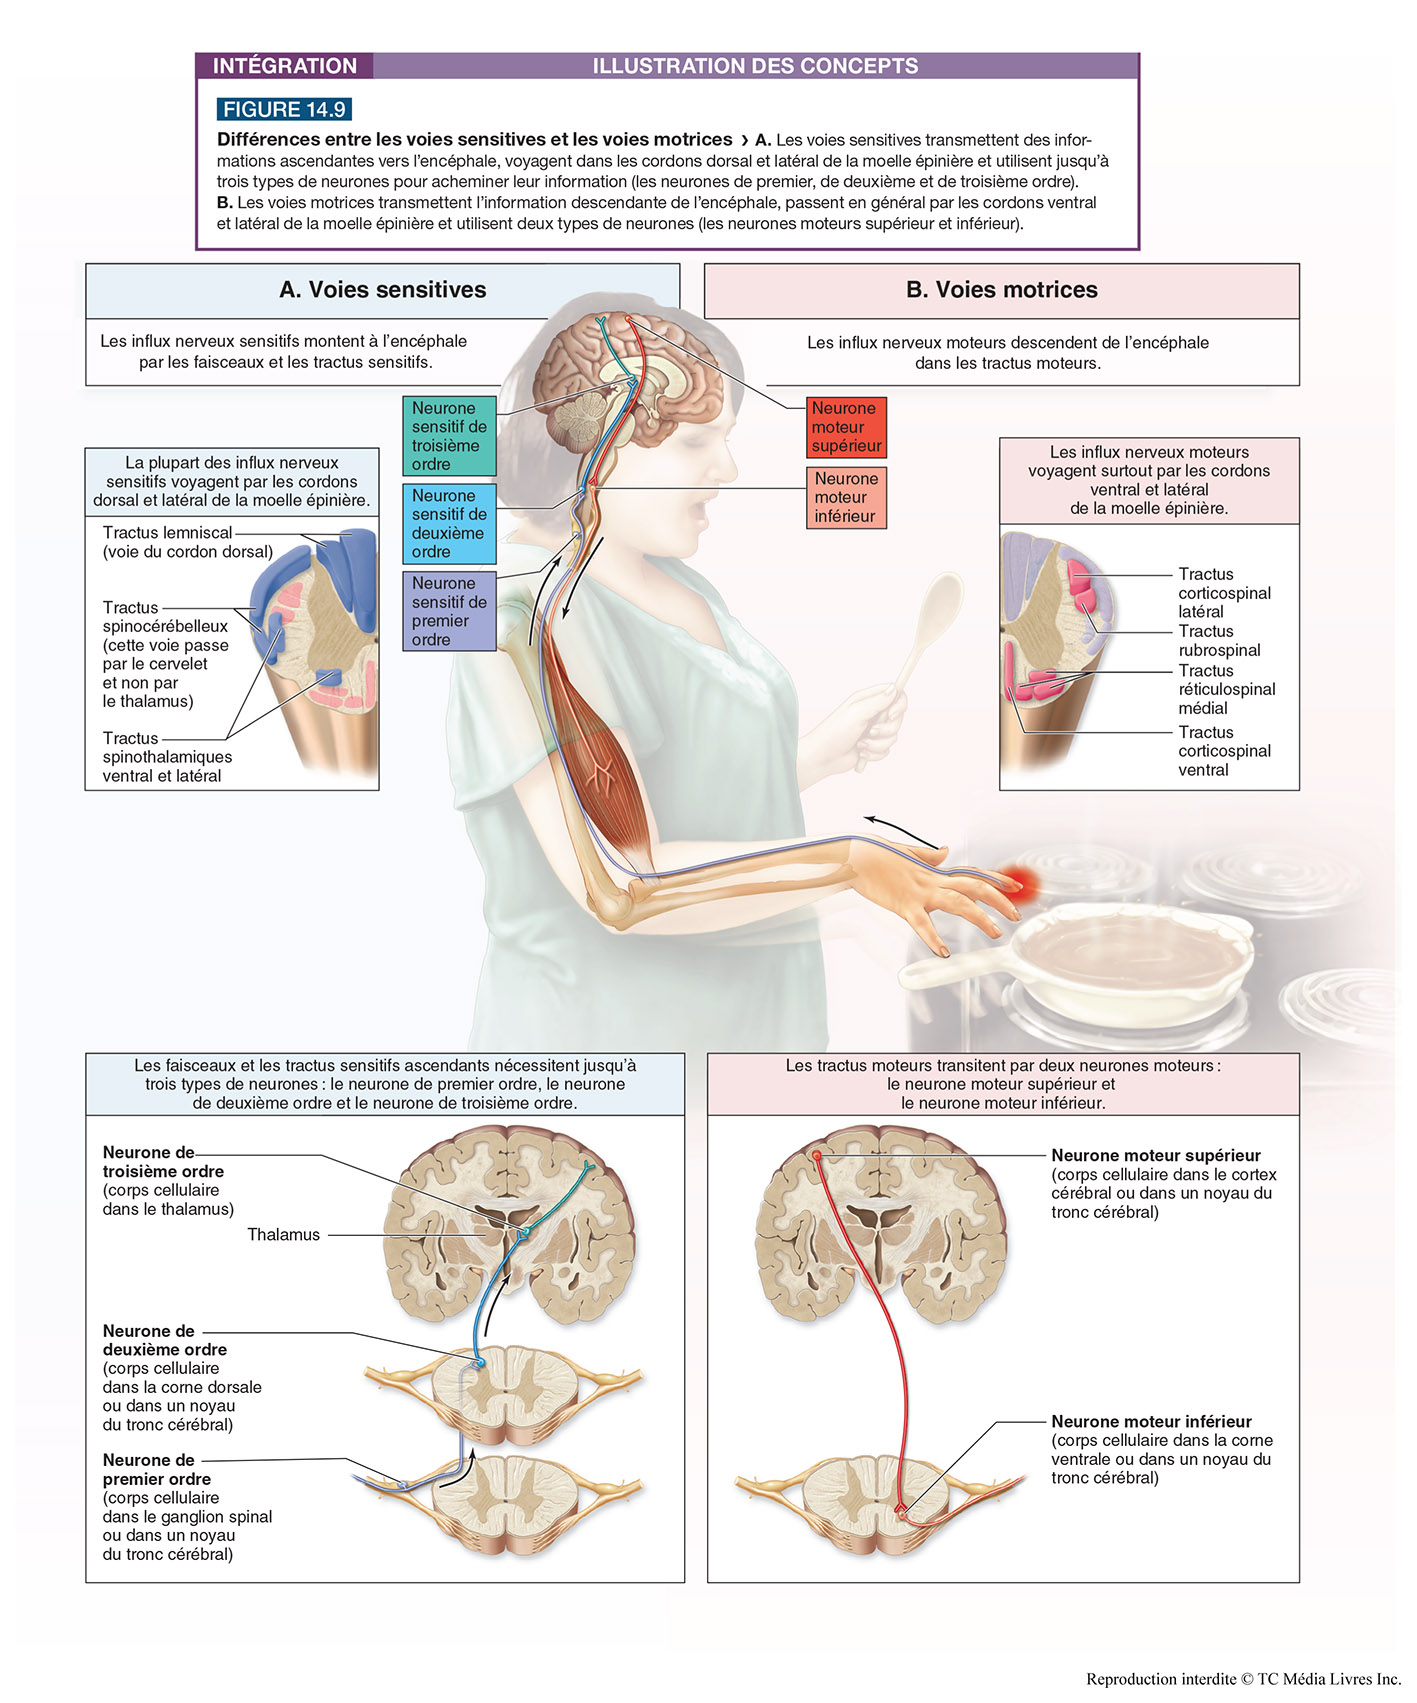 INTÉGRATION
ILLUSTRATION DES CONCEPTS
FIGURE 14.9
Différences entre les voies sensitives et les voies motrices › A. Les voies sensitives transmettent des infor-
mations ascendantes vers l'encéphale, voyagent dans les cordons dorsal et latéral de la moelle épinière et utilisent jusqu'à
trois types de neurones pour acheminer leur information (les neurones de premier, de deuxième et de troisième ordre).
B. Les voies motrices transmettent l'information descendante de l'encéphale, passent en général par les cordons ventral
et latéral de la moelle épinière et utilisent deux types de neurones (les neurones moteurs supérieur et inférieur).
A. Voies sensitives
Les influx nerveux sensitifs montent à l'encéphale
par les faisceaux et les tractus sensitifs.
B. Voies motrices
Les influx nerveux moteurs descendent de l'encéphale
dans les tractus moteurs.
Neurone
sensitif de
troisième
ordre
Neurone
sensitif de
deuxième
ordre
Neurone
sensitif de
premier
ordre
Neurone
moteur
supérieur
Neurone
moteur
inférieur
La plupart des influx nerveux
sensitifs voyagent par les cordons
dorsal et latéral de la moelle épinière.
Tractus lemniscal
(voie du cordon dorsal)
Tractus
spinocérébelleux
(cette voie passe
par le cervelet
et non par
le thalamus)
Tractus
spinothalamiques
ventral et latéral
Les influx nerveux moteurs
voyagent surtout par les cordons
ventral et latéral
de la moelle épinière.
Tractus
corticospinal
latéral
Tractus
rubrospinal
Tractus
réticulospinal
médial
Tractus
corticospinal
ventral
Les faisceaux et les tractus sensitifs ascendants nécessitent jusqu'à
trois types de neurones : le neurone de premier ordre, le neurone
de deuxième ordre et le neurone de troisième ordre.
Neurone de
troisième ordre
(corps cellulaire
dans le thalamus)
Thalamus
Neurone de
deuxième ordre
(corps cellulaire
dans la corne dorsale
ou dans un noyau
du tronc cérébral)
Neurone de
premier ordre
(corps cellulaire
dans le ganglion spinal
ou dans un noyau
du tronc cérébral)
Les tractus moteurs transitent par deux neurones moteurs :
le neurone moteur supérieur et
le neurone moteur inférieur.
Neurone moteur supérieur
(corps cellulaire dans le cortex
cérébral ou dans un noyau du
tronc cérébral)
Neurone moteur inférieur
(corps cellulaire dans la corne
ventrale ou dans un noyau du
tronc cérébral)
Reproduction interdite © TC Média Livres Inc.